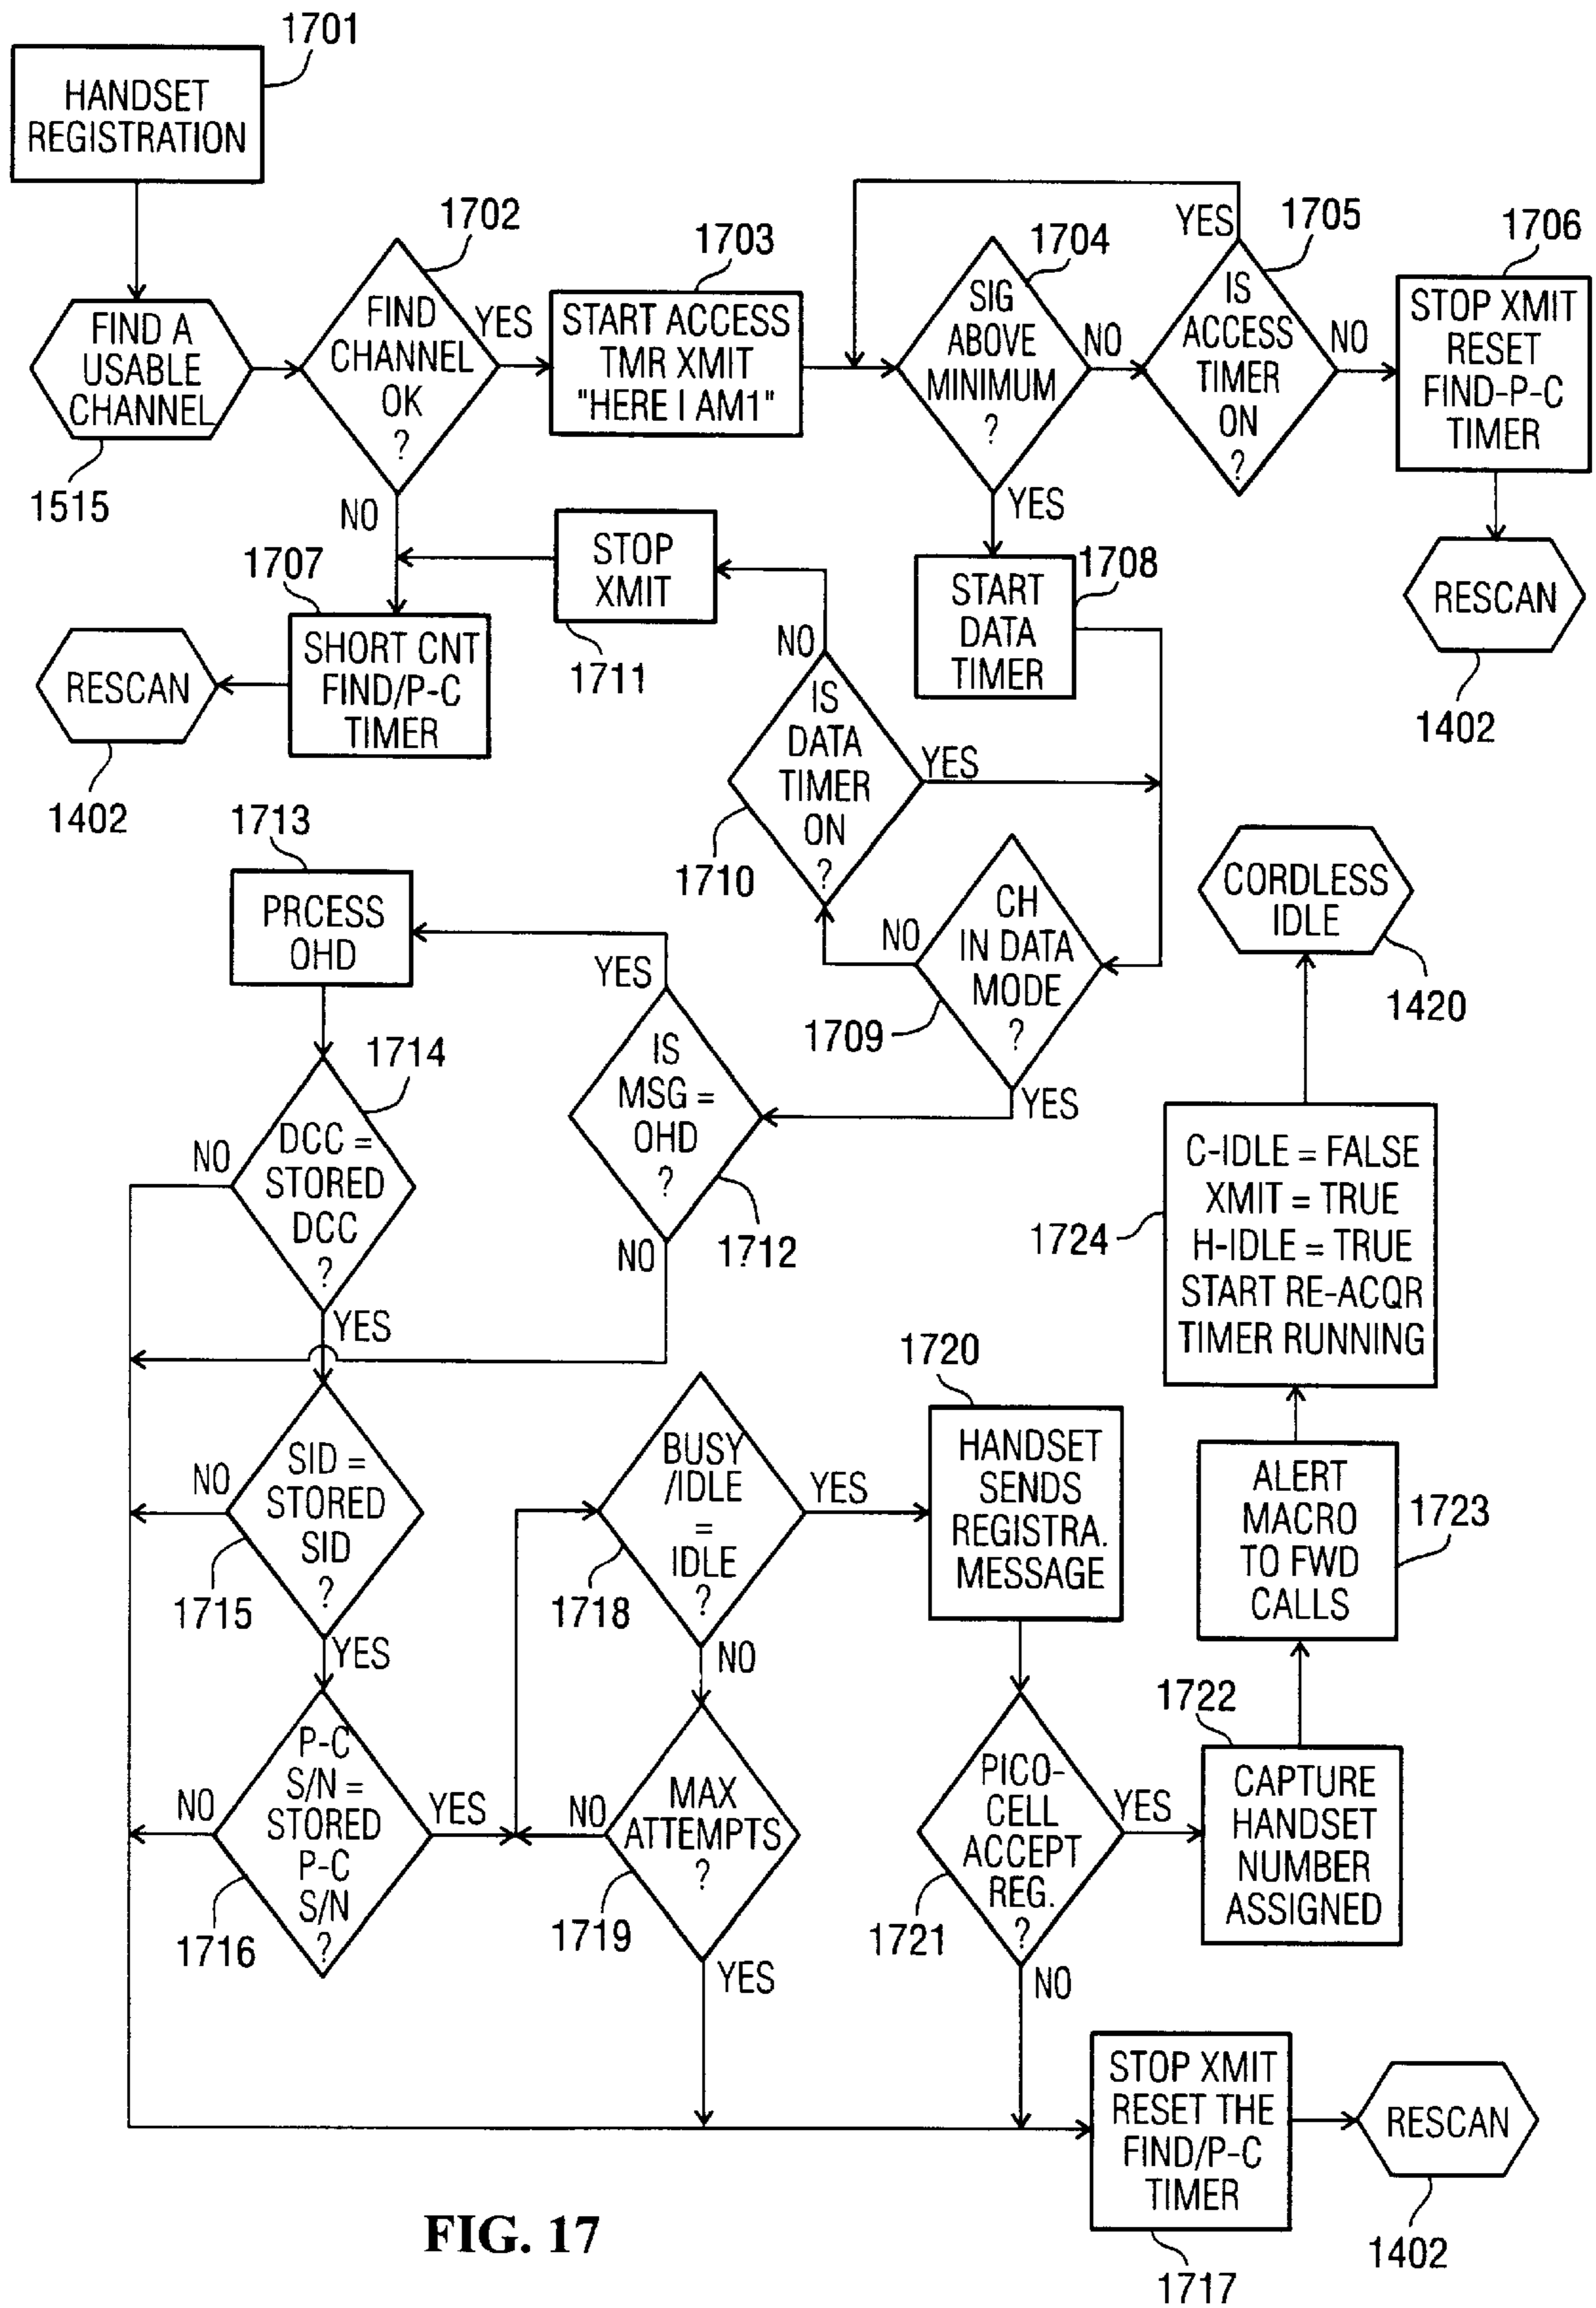 1701
HANDSET
REGISTRATION
FIND A
USABLE
CHANNEL
1515
1702
FIND
CHANNEL
OK
?
YES
NO
1703
START ACCESS
TMR XMIT
"HERE I AM1"
1704
SIG
ABOVE
MINIMUM
?
NO
YES
1705
YES
IS
ACCESS
TIMER
ON
?
NO
1706
STOP XMIT
RESET
FIND-P-C
TIMER
RESCAN
1402
1707
SHORT CNT
FIND/P-C
TIMER
RESCAN
1402
STOP
XMIT
1711
1708
START
DATA
TIMER
NO
IS
DATA
TIMER
ON
?
YES
1710
CH
IN DATA
MODE
?
NO
1709
YES
1713
PRCESS
OHD
YES
IS
MSG =
OHD
?
1712
NO
1714
DCC =
STORED
DCC
?
NO
YES
SID =
STORED
SID
?
NO
1715
YES
P-C
S/N =
STORED
P-C
S/N
?
NO
YES
1716
BUSY
/IDLE
=
IDLE
?
YES
1718
NO
MAX
ATTEMPTS
?
NO
1719
YES
1720
HANDSET
SENDS
REGISTRA.
MESSAGE
PICO-
CELL
ACCEPT
REG.
?
YES
1721
NO
1722
CAPTURE
HANDSET
NUMBER
ASSIGNED
ALERT
MACRO
TO FWD
CALLS
1723
C-IDLE = FALSE
XMIT = TRUE
H-IDLE = TRUE
START RE-ACQR
TIMER RUNNING
1724
CORDLESS
IDLE
1420
STOP XMIT
RESET THE
FIND/P-C
TIMER
1717
RESCAN
1402
FIG. 17